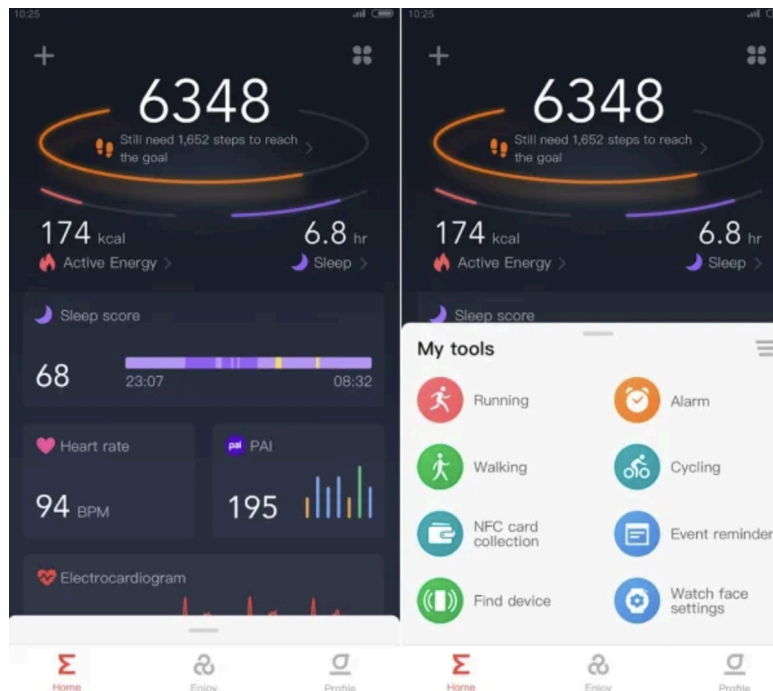 10:25
6348
Still need 1,652 steps to reach
the goal
174 kcal
6.8 hr
Active Energy
Sleep
Sleep score
68
23:07
08:32
Heart rate
pai PAI
94 BPM
195
Electrocardiogram
Home
Enjoy
Profile
10:25
6348
Still need 1,652 steps to reach
the goal
174 kcal
6.8 hr
Active Energy
Sleep
Sleep score
My tools
Running
Alarm
Walking
Cycling
NFC card
collection
Event reminder
Find device
Watch face
settings
Home
Enjoy
Profile